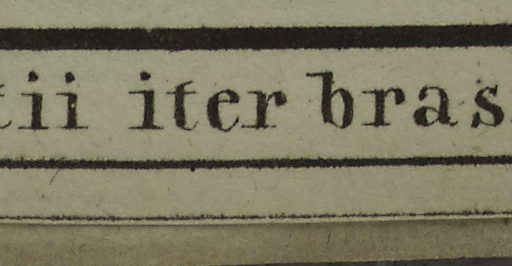 tii iter bras